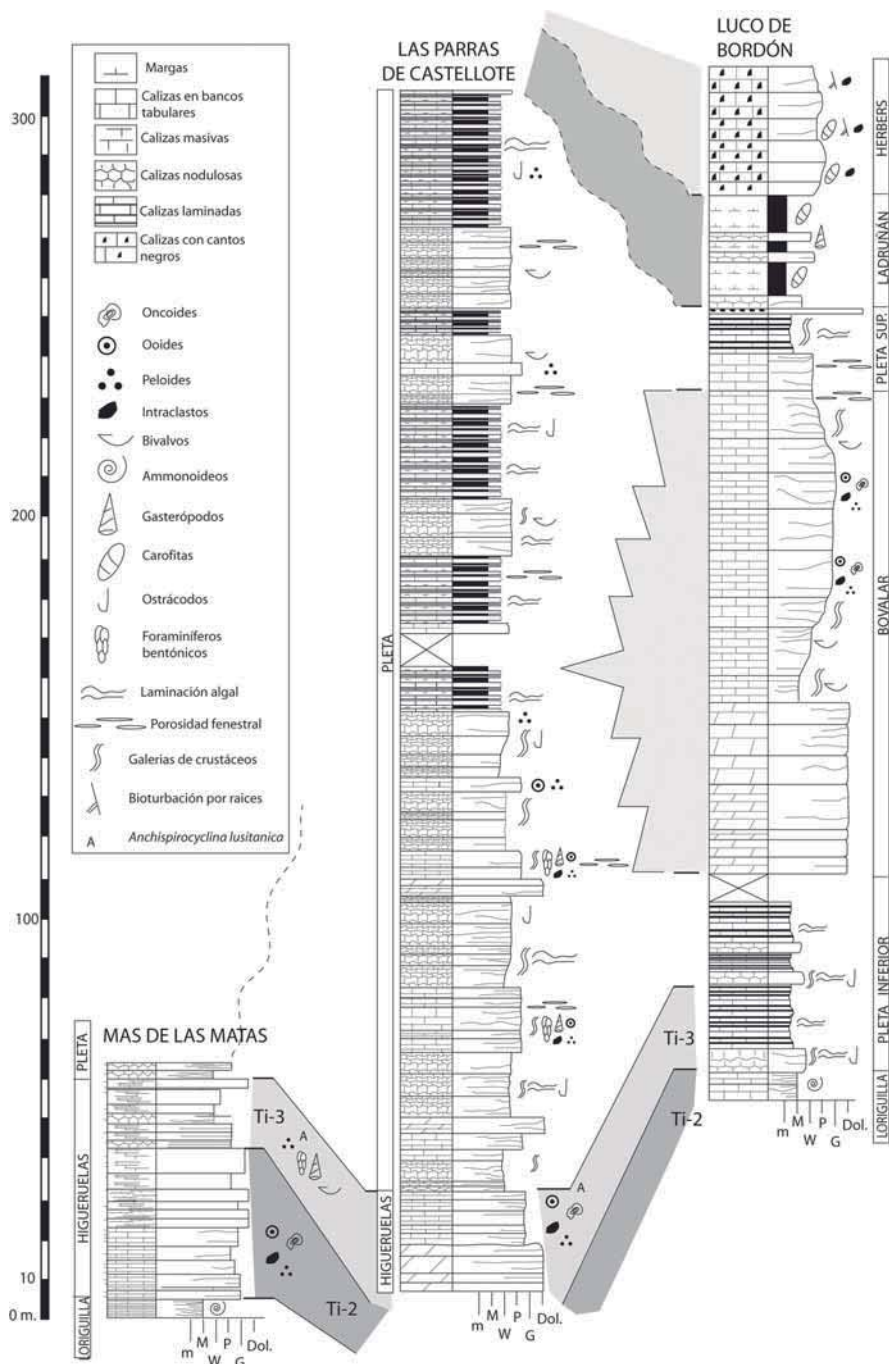 LAS PARRAS
DE CASTELLOTE
LUCO DE
BORDÓN
Margas
Calizas en bancos
tabulares
Calizas masivas
Calizas nodulosas
Calizas laminadas
Calizas con cantos
negros
Oncoides
Ooides
Peloides
Intraclastos
Bivalvos
Ammonoideos
Gasterópodos
Carofitas
Ostrácodos
Foraminíferos
bentónicos
Laminación algal
Porosidad fenestral
Galerias de crustáceos
Bioturbación por raices
A Anchispirocyclina lusitanica
300
200
100
10
0 m.
MAS DE LAS MATAS
PLETA
HIGUERUELAS
LORIGUILLA
m M W P G Dol.
Ti-3
A
Ti-2
PLETA
HIGUERUELAS
m M W P G Dol.
A
Ti-3
Ti-2
HERBERS
LADRUÑÁN
PLETA SUP.
BOVALAR
PLETA INFERIOR
LORIGUILLA
m M W P G Dol.